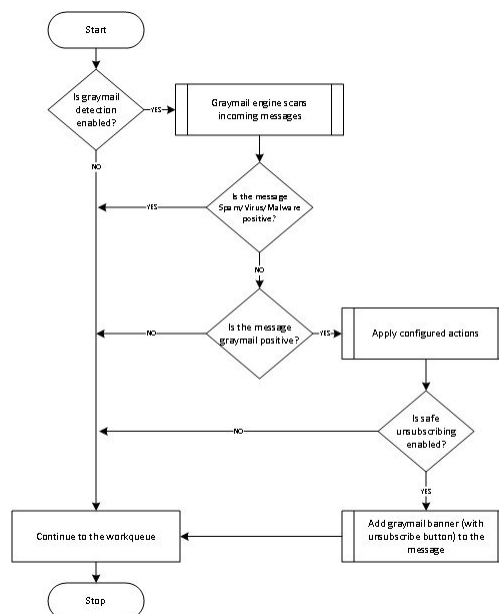 Start
Is graymail
detection
enabled?
YES
Graymail engine scans
incoming messages
NO
Is the message
Spam/Virus/Malware
positive?
YES
NO
Is the message
graymail positive?
NO
YES
Apply configured actions
Is safe
unsubscribing
enabled?
NO
YES
Continue to the workqueue
Add graymail banner (with
unsubscribe button) to the
message
Stop